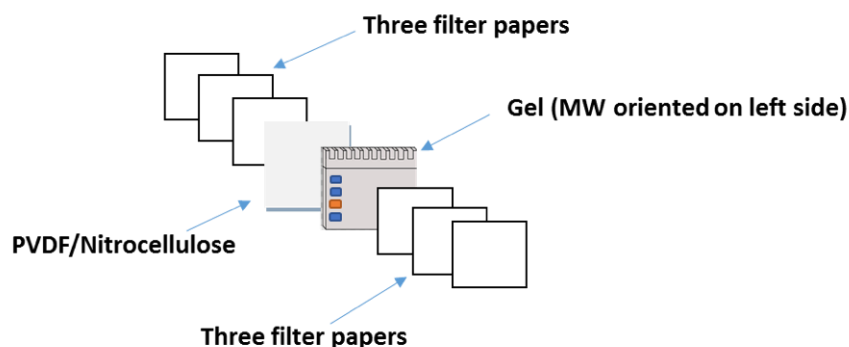 Three filter papers
Gel (MW oriented on left side)
PVDF/Nitrocellulose
Three filter papers